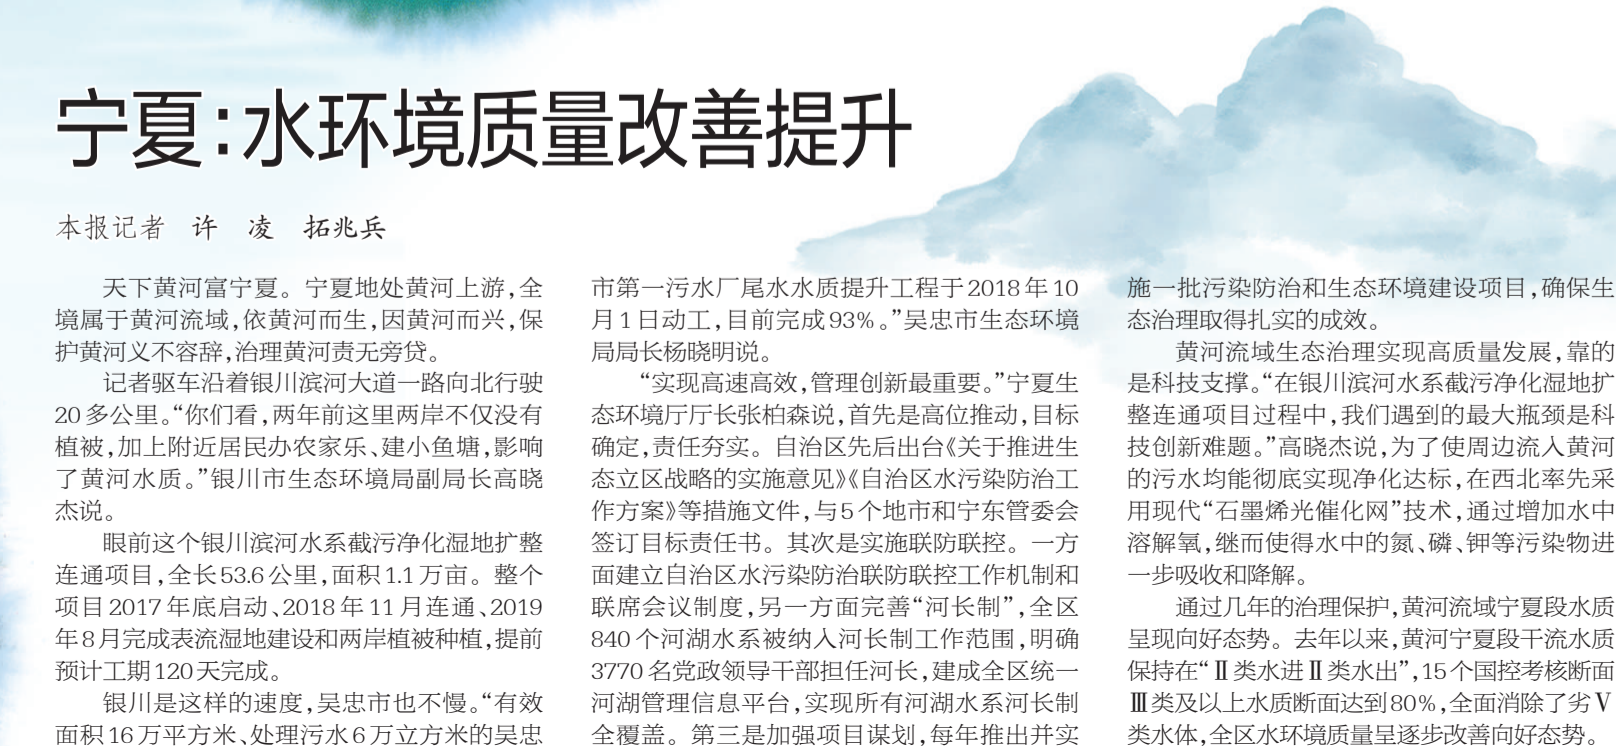 宁夏：水环境质量改善提升
本报记者　许　凌　拓兆兵
天下黄河富宁夏。宁夏地处黄河上游，全
境属于黄河流域，依黄河而生，因黄河而兴，保
护黄河义不容辞，治理黄河责无旁贷。
记者驱车沿着银川滨河大道一路向北行驶
20多公里。“你们看，两年前这里两岸不仅没有
植被，加上附近居民办农家乐、建小鱼塘，影响
了黄河水质。”银川市生态环境局副局长高晓
杰说。
眼前这个银川滨河水系截污净化湿地扩整
连通项目，全长53.6公里，面积1.1万亩。整个
项目2017年底启动、2018年11月连通、2019
年8月完成表流湿地建设和两岸植被种植，提前
预计工期120天完成。
银川是这样的速度，吴忠市也不慢。“有效
面积16万平方米、处理污水6万立方米的吴忠
市第一污水厂尾水水质提升工程于2018年10
月1日动工，目前完成93%。”吴忠市生态环境
局局长杨晓明说。
“实现高速高效，管理创新最重要。”宁夏生
态环境厅厅长张柏森说，首先是高位推动，目标
确定，责任夯实。自治区先后出台《关于推进生
态立区战略的实施意见》《自治区水污染防治工
作方案》等措施文件，与5个地市和宁东管委会
签订目标责任书。其次是实施联防联控。一方
面建立自治区水污染防治联防联控工作机制和
联席会议制度，另一方面完善“河长制”，全区
840个河湖水系被纳入河长制工作范围，明确
3770名党政领导干部担任河长，建成全区统一
河湖管理信息平台，实现所有河湖水系河长制
全覆盖。第三是加强项目谋划，每年推出并实
施一批污染防治和生态环境建设项目，确保生
态治理取得扎实的成效。
黄河流域生态治理实现高质量发展，靠的
是科技支撑。“在银川滨河水系截污净化湿地扩
整连通项目过程中，我们遇到的最大瓶颈是科
技创新难题。”高晓杰说，为了使周边流入黄河
的污水均能彻底实现净化达标，在西北率先采
用现代“石墨烯光催化网”技术，通过增加水中
溶解氧，继而使得水中的氮、磷、钾等污染物进
一步吸收和降解。
通过几年的治理保护，黄河流域宁夏段水质
呈现向好态势。去年以来，黄河宁夏段干流水质
保持在“Ⅱ类水进Ⅱ类水出”，15个国控考核断面
Ⅲ类及以上水质断面达到80%，全面消除了劣Ⅴ
类水体，全区水环境质量呈逐步改善向好态势。